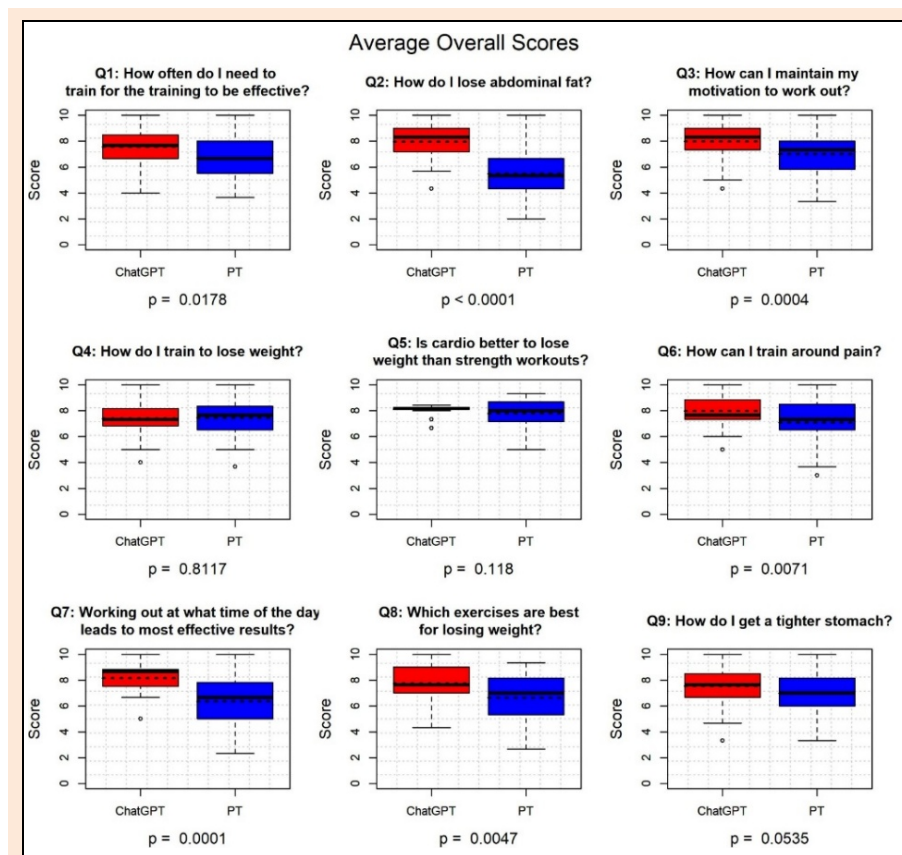 Average Overall Scores
Q1: How often do I need to
train for the training to be effective?
Score
10
8
6
4
2
0
ChatGPT PT
p = 0.0178
Q2: How do I lose abdominal fat?
Score
10
8
6
4
2
0
ChatGPT PT
p < 0.0001
Q3: How can I maintain my
motivation to work out?
Score
10
8
6
4
2
0
ChatGPT PT
p = 0.0004
Q4: How do I train to lose weight?
Score
10
8
6
4
2
0
ChatGPT PT
p = 0.8117
Q5: Is cardio better to lose
weight than strength workouts?
Score
10
8
6
4
2
0
ChatGPT PT
p = 0.118
Q6: How can I train around pain?
Score
10
8
6
4
2
0
ChatGPT PT
p = 0.0071
Q7: Working out at what time of the day
leads to most effective results?
Score
10
8
6
4
2
0
ChatGPT PT
p = 0.0001
Q8: Which exercises are best
for losing weight?
Score
10
8
6
4
2
0
ChatGPT PT
p = 0.0047
Q9: How do I get a tighter stomach?
Score
10
8
6
4
2
0
ChatGPT PT
p = 0.0535